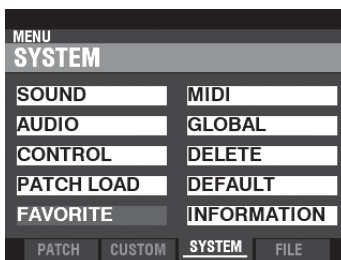 MENU
SYSTEM
SOUND MIDI
AUDIO GLOBAL
CONTROL DELETE
PATCH LOAD DEFAULT
FAVORITE INFORMATION
PATCH CUSTOM SYSTEM FILE